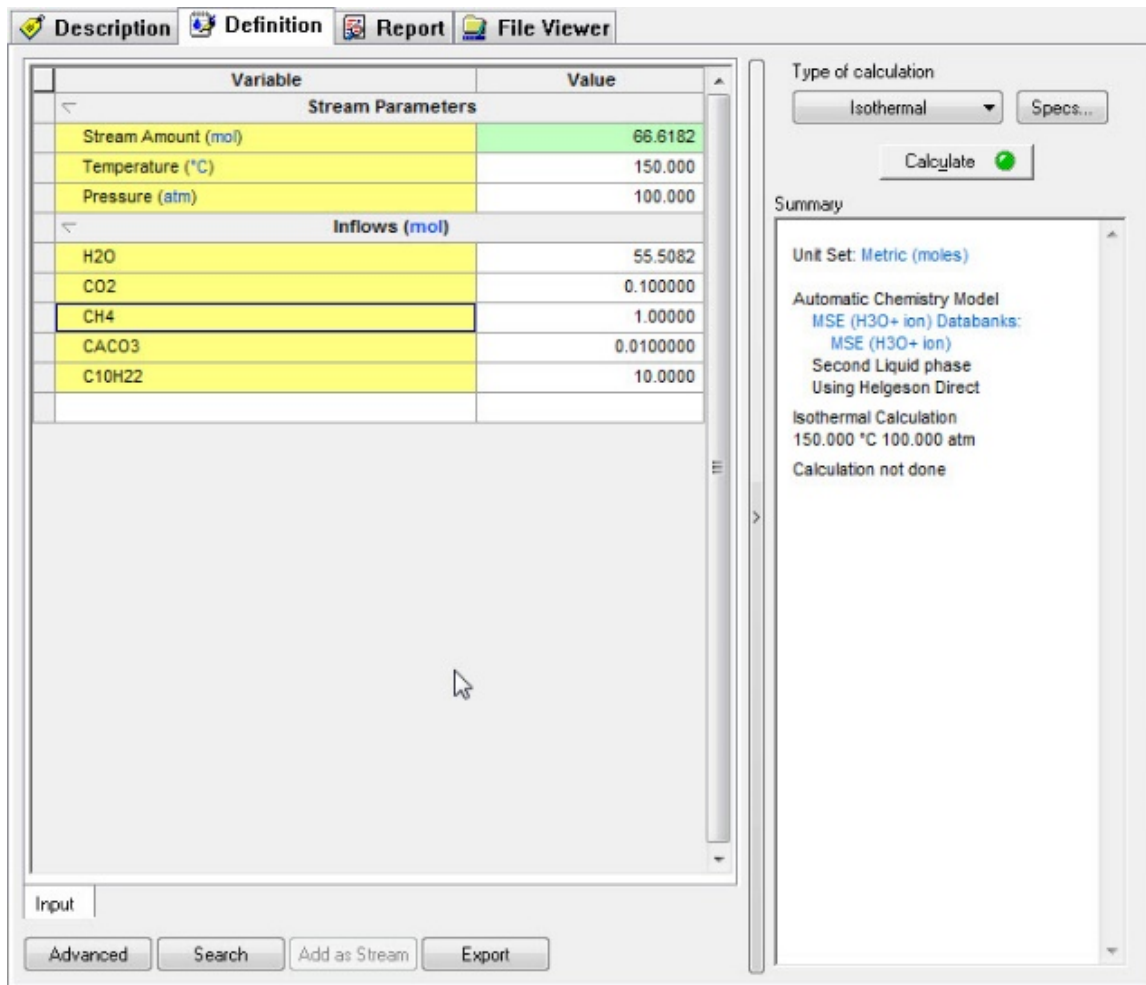 Description Definition Report File Viewer
Variable Value
Stream Parameters
Stream Amount (mol) 66.6182
Temperature (°C) 150.000
Pressure (atm) 100.000
Inflows (mol)
H2O 55.5082
CO2 0.100000
CH4 1.00000
CACO3 0.0100000
C10H22 10.0000
Input
Advanced Search Add as Stream Export
Type of calculation
Isothermal Specs...
Calculate
Summary
Unit Set: Metric (moles)
Automatic Chemistry Model
MSE (H3O+ ion) Databanks:
MSE (H3O+ ion)
Second Liquid phase
Using Helgeson Direct
Isothermal Calculation
150.000 °C 100.000 atm
Calculation not done